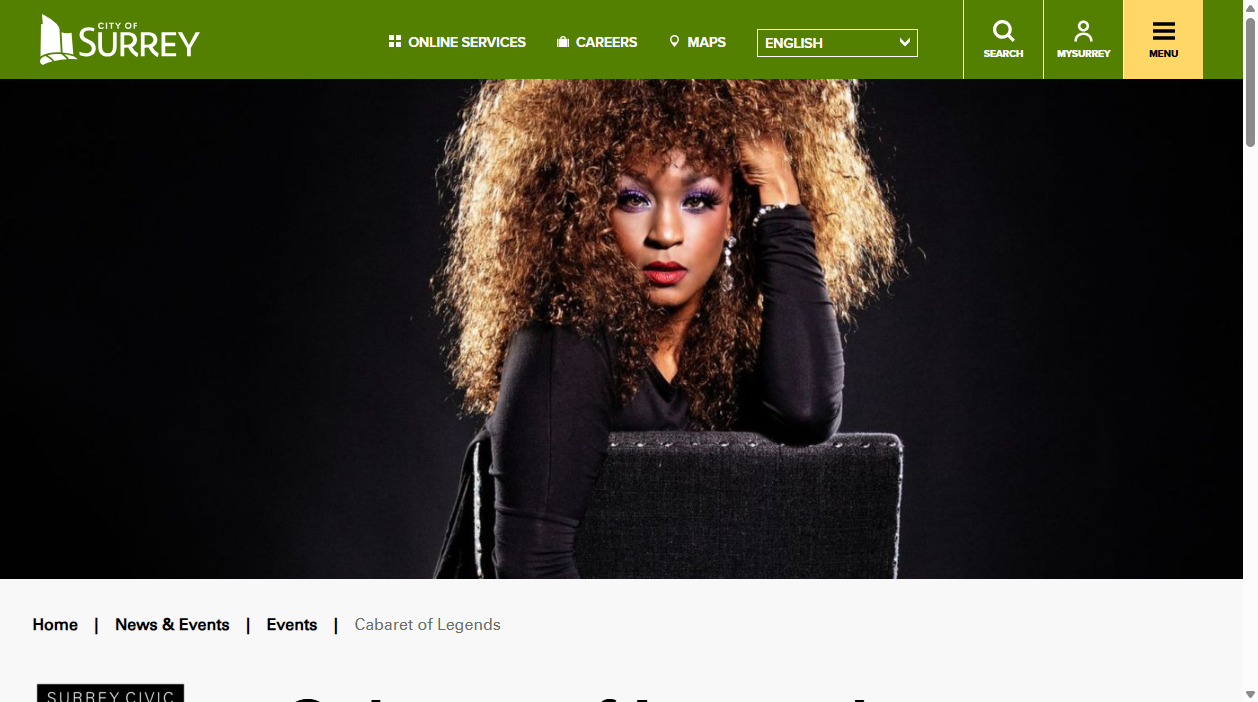 CITY OF
SURREY
ONLINE SERVICES
CAREERS
MAPS
ENGLISH
SEARCH
MYSURREY
MENU
Home | News & Events | Events | Cabaret of Legends
SURREY CIVIC